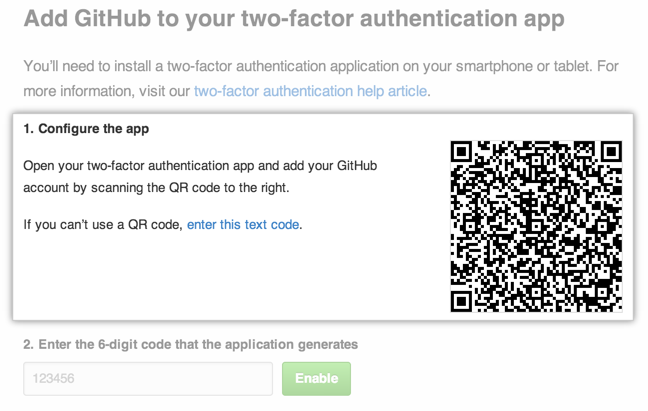 Add GitHub to your two-factor authentication app
You'll need to install a two-factor authentication application on your smartphone or tablet. For
more information, visit our two-factor authentication help article.
1. Configure the app
Open your two-factor authentication app and add your GitHub
account by scanning the QR code to the right.
If you can't use a QR code, enter this text code.
2. Enter the 6-digit code that the application generates
123456 Enable